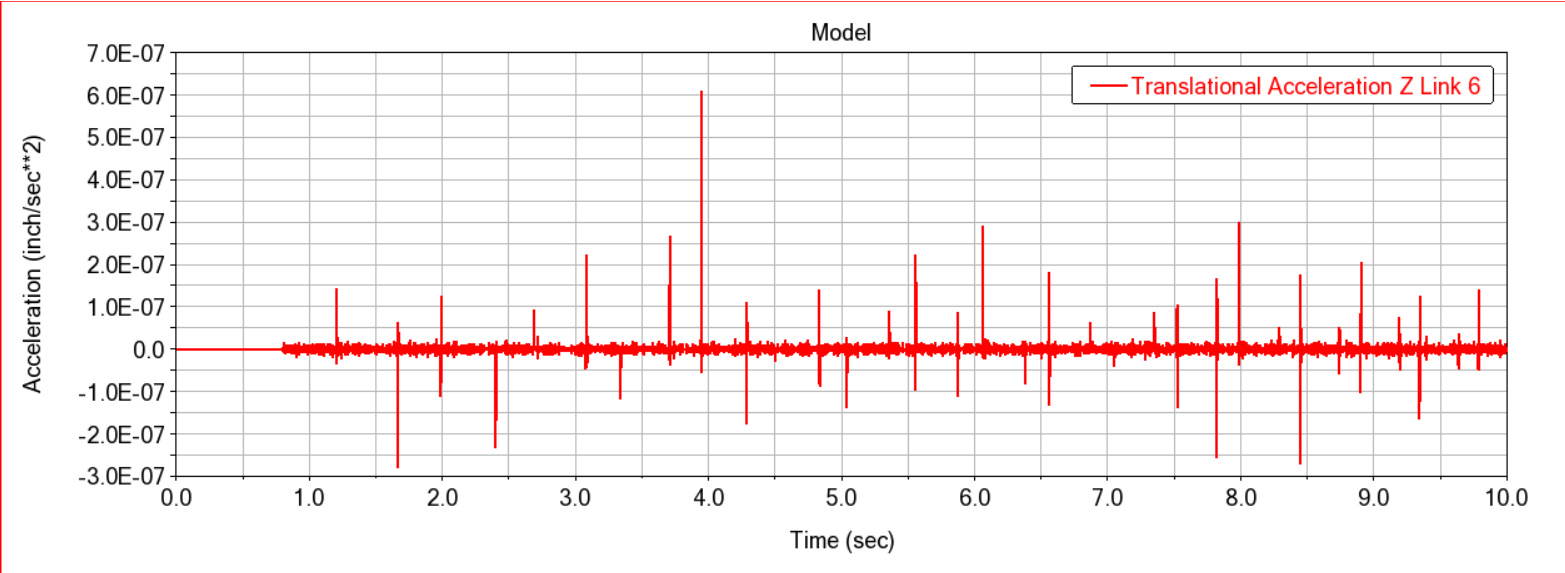 Model
Translational Acceleration Z Link 6
Acceleration (inch/sec**2)
7.0E-07
6.0E-07
5.0E-07
4.0E-07
3.0E-07
2.0E-07
1.0E-07
0.0
-1.0E-07
-2.0E-07
-3.0E-07
0.0 1.0 2.0 3.0 4.0 5.0 6.0 7.0 8.0 9.0 10.0
Time (sec)